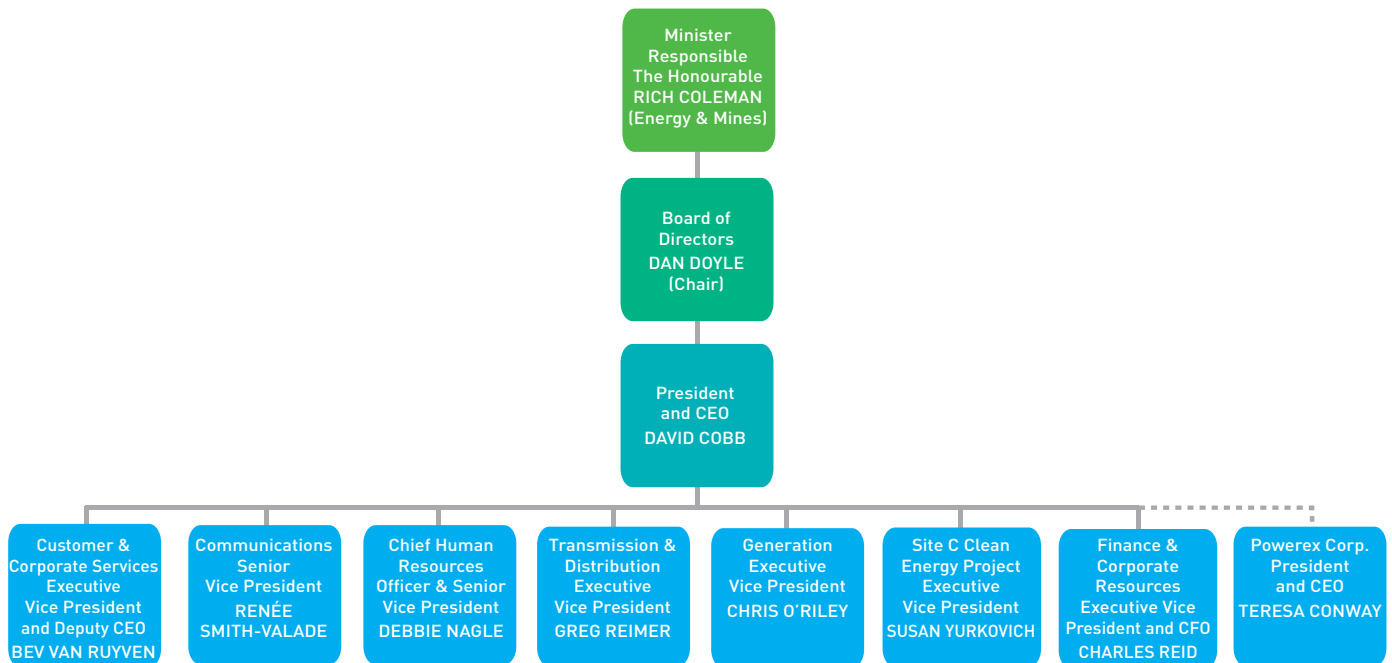 Minister
Responsible
The Honourable
RICH COLEMAN
(Energy & Mines)
Board of
Directors
DAN DOYLE
(Chair)
President
and CEO
DAVID COBB
Customer &
Corporate Services
Executive
Vice President
and Deputy CEO
BEV VAN RUYVEN
Communications
Senior
Vice President
RENÉE
SMITH-VALADE
Chief Human
Resources
Officer & Senior
Vice President
DEBBIE NAGLE
Transmission &
Distribution
Executive
Vice President
GREG REIMER
Generation
Executive
Vice President
CHRIS O’RILEY
Site C Clean
Energy Project
Executive
Vice President
SUSAN YURKOVICH
Finance &
Corporate
Resources
Executive Vice
President and CFO
CHARLES REID
Powerex Corp.
President
and CEO
TERESA CONWAY